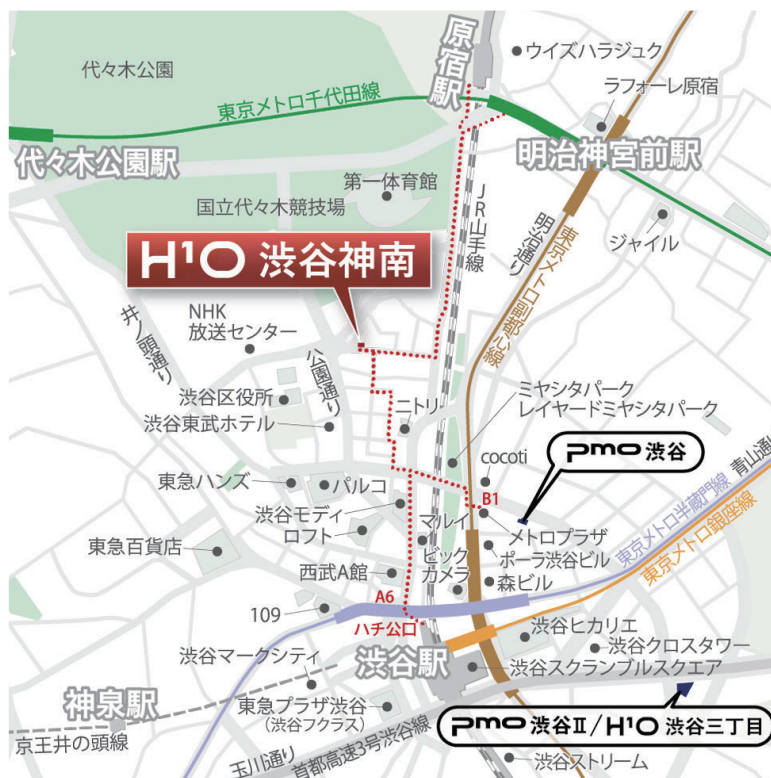 原宿駅
ウイズハラジュク
代々木公園
ラフォーレ原宿
東京メトロ千代田線
代々木公園駅
明治神宮前駅
第一体育館
JR山手線
国立代々木競技場
明治通り
東京メトロ副都心線
ジャイル
H¹O 渋谷神南
井ノ頭通り
NHK
放送センター
公園通り
渋谷区役所
渋谷東武ホテル
ニトリ
ミヤシタパーク
レイヤードミヤシタパーク
cocoti
PMO 渋谷
青山通り
東急ハンズ
パルコ
B1
渋谷モディ
ロフト
マルイ
メトロプラザ
東京メトロ半蔵門線
東京メトロ銀座線
東急百貨店
ビック
カメラ
ポーラ渋谷ビル
西武A館
森ビル
A6
109
ハチ公口
渋谷ヒカリエ
渋谷マークシティ
渋谷駅
渋谷クロスタワー
渋谷スクランブルスクエア
神泉駅
東急プラザ渋谷
(渋谷フクラス)
PMO 渋谷Ⅱ/H¹O 渋谷三丁目
京王井の頭線
玉川通り
首都高速3号渋谷線
渋谷ストリーム